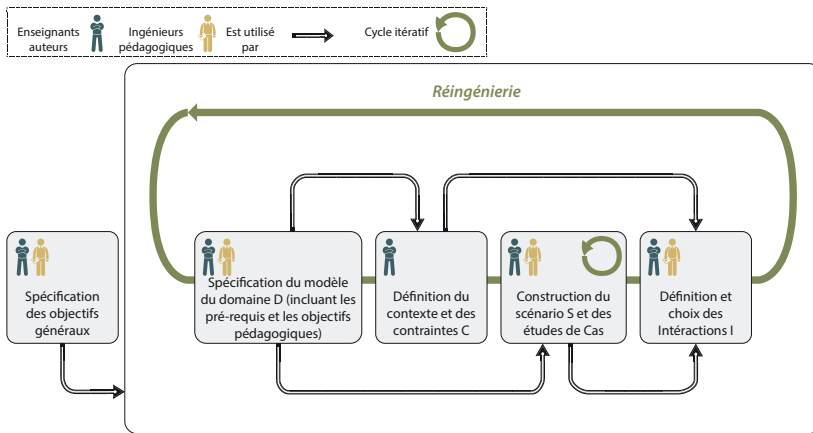 Enseignants
auteurs
Ingénieurs
pédagogiques
Est utilisé
par
Cycle itératif
Réingénierie
Spécification
des objectifs
généraux
Spécification du modèle
du domaine D (incluant les
pré-requis et les objectifs
pédagogiques)
Définition du
contexte et des
contraintes C
Construction du
scénario S et des
études de Cas
Définition et
choix des
Intéractions I